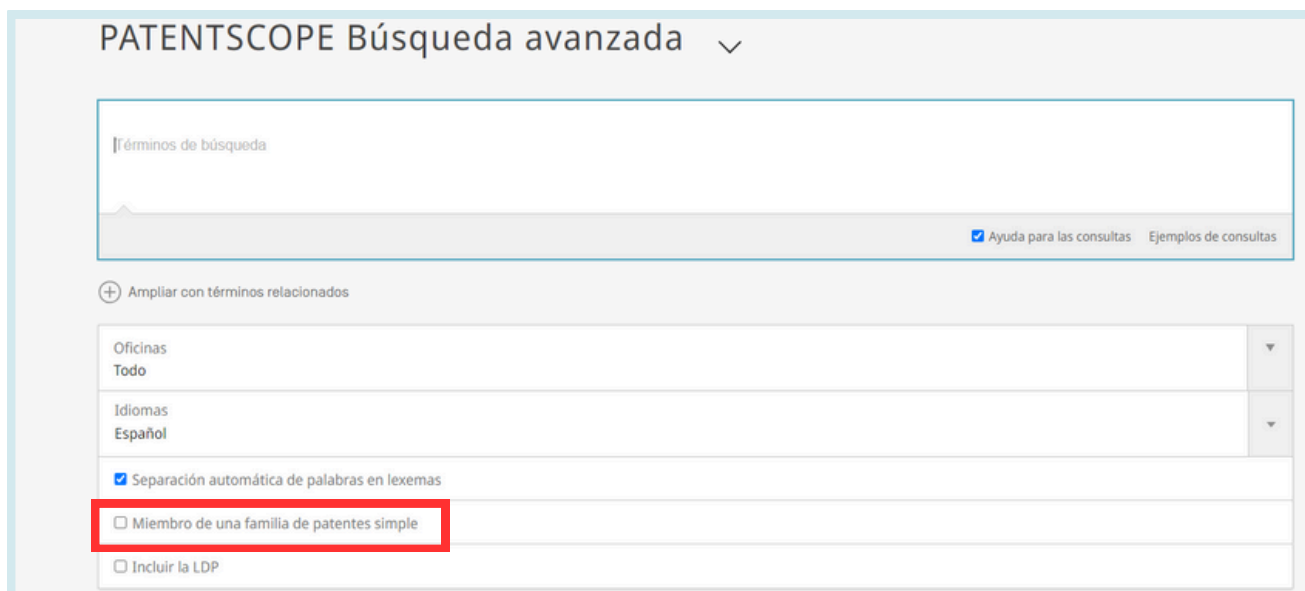 PATENTSCOPE Búsqueda avanzada
Términos de búsqueda
Ayuda para las consultas Ejemplos de consultas
Ampliar con términos relacionados
Oficinas
Todo
Idiomas
Español
Separación automática de palabras en lexemas
Miembro de una familia de patentes simple
Incluir la LDP